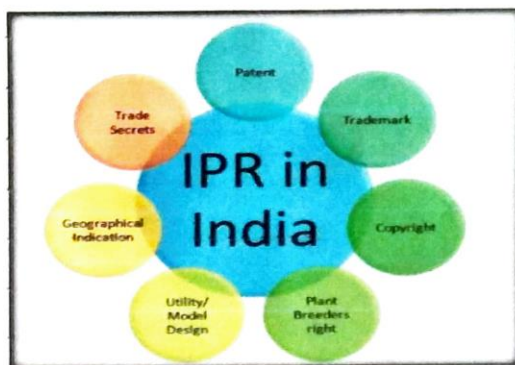 IPR in
India
Patent
Trademark
Copyright
Plant
Breeders
right
Utility/
Model
Design
Geographical
Indication
Trade
Secrets